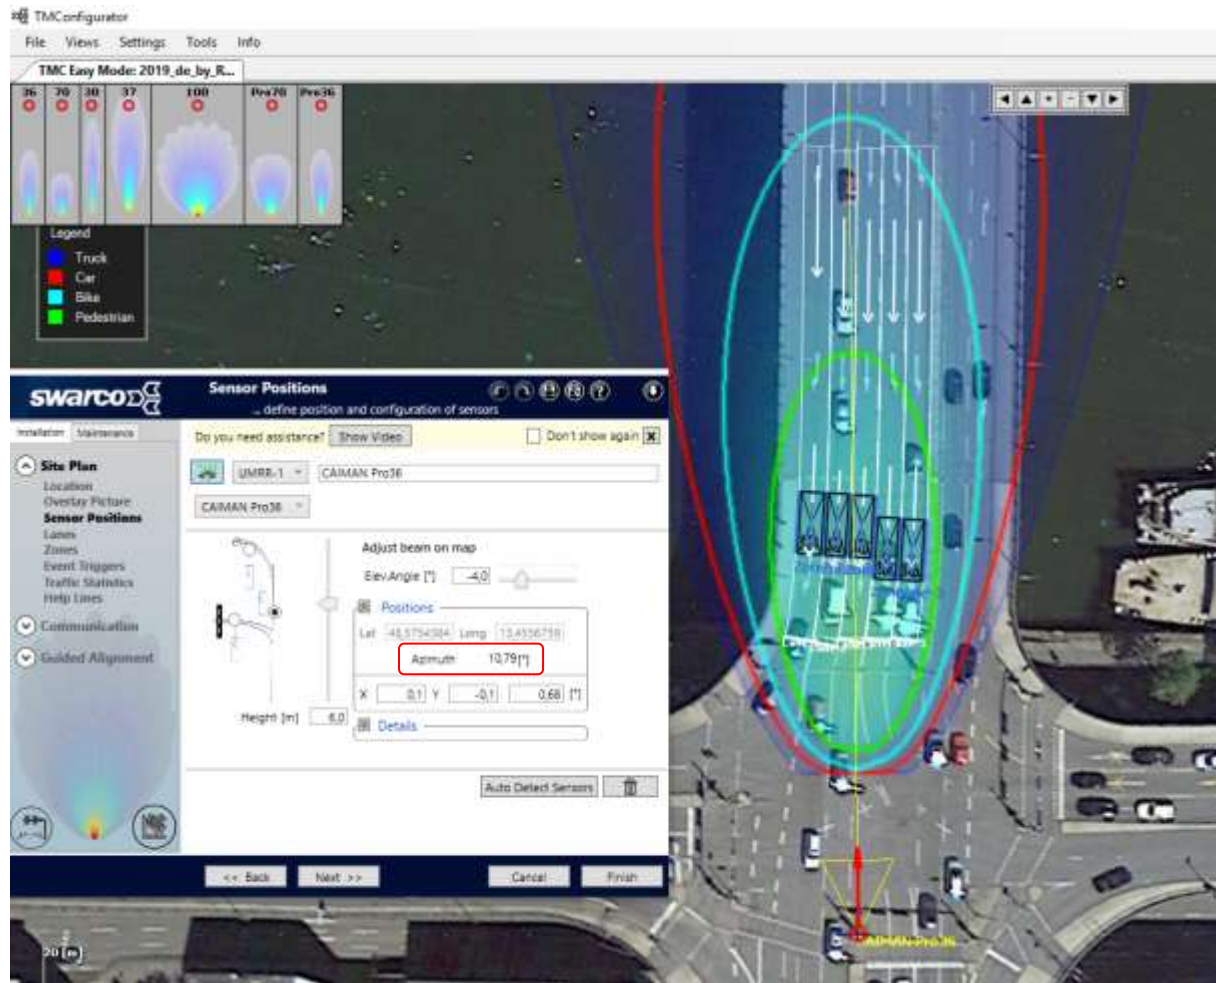 TMConfigurator
File Views Settings Tools Info
TMC Easy Mode: 2019_de_by_R...
36 70 30 37 100 Pro70 Pro36
Legend
Truck
Car
Bike
Pedestrian
swarco
Sensor Positions
... define position and configuration of sensors
Installation Maintenance
Do you need assistance? Show Video Don't show again
Site Plan
Location
Overlay Picture
Sensor Positions
Lanes
Zones
Event Triggers
Traffic Statistics
Help Lines
Communication
Guided Alignment
UMRR-1 CAIMAN Pro36
CAIMAN Pro36
Adjust beam on map
Elev.Angle [°] -4,0
Positions
Lat Long
Azimuth 10,79[°]
X 0,1 Y -0,1 0,68 [°]
Height [m] 6,0
Details
Auto Detect Sensors
<< Back Next >> Cancel Finish
CAIMAN-Pro36
20 [m]